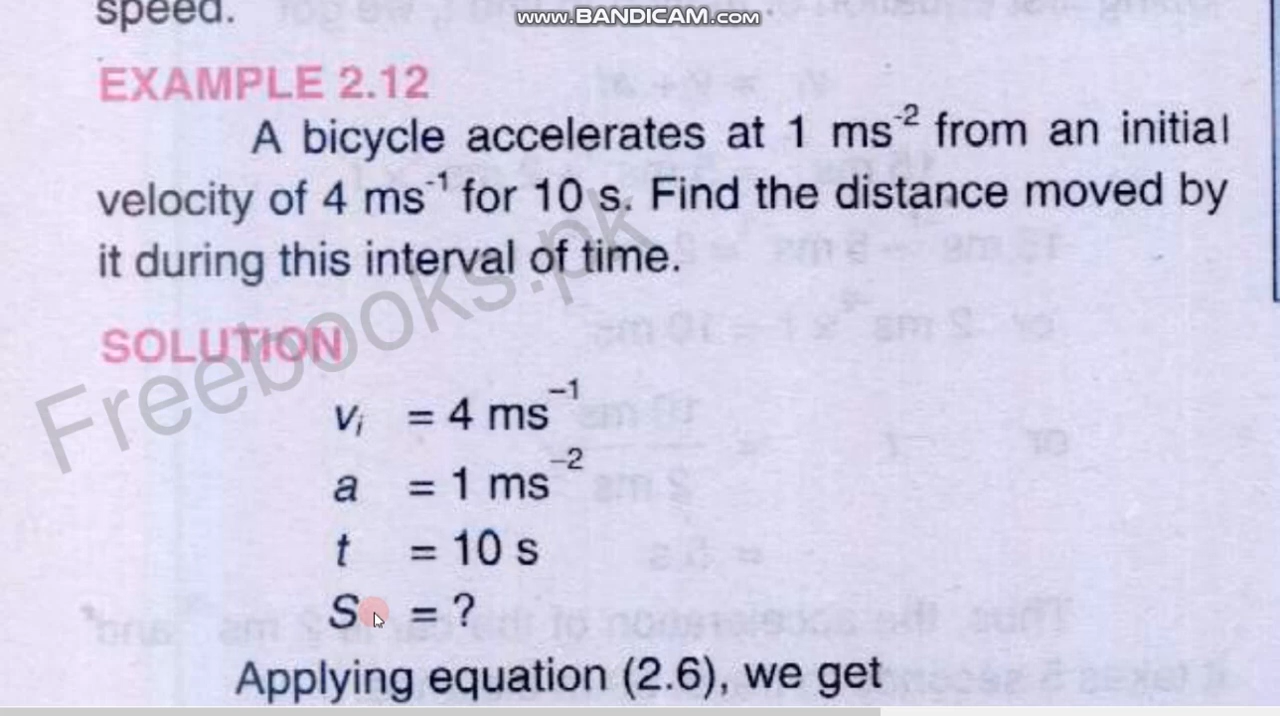 speed.
www.BANDICAM.com
EXAMPLE 2.12
A bicycle accelerates at 1 ms⁻² from an initial
velocity of 4 ms⁻¹ for 10 s. Find the distance moved by
it during this interval of time.
SOLUTION
Freebooks.pk
vᵢ = 4 ms⁻¹
a = 1 ms⁻²
t = 10 s
S = ?
Applying equation (2.6), we get